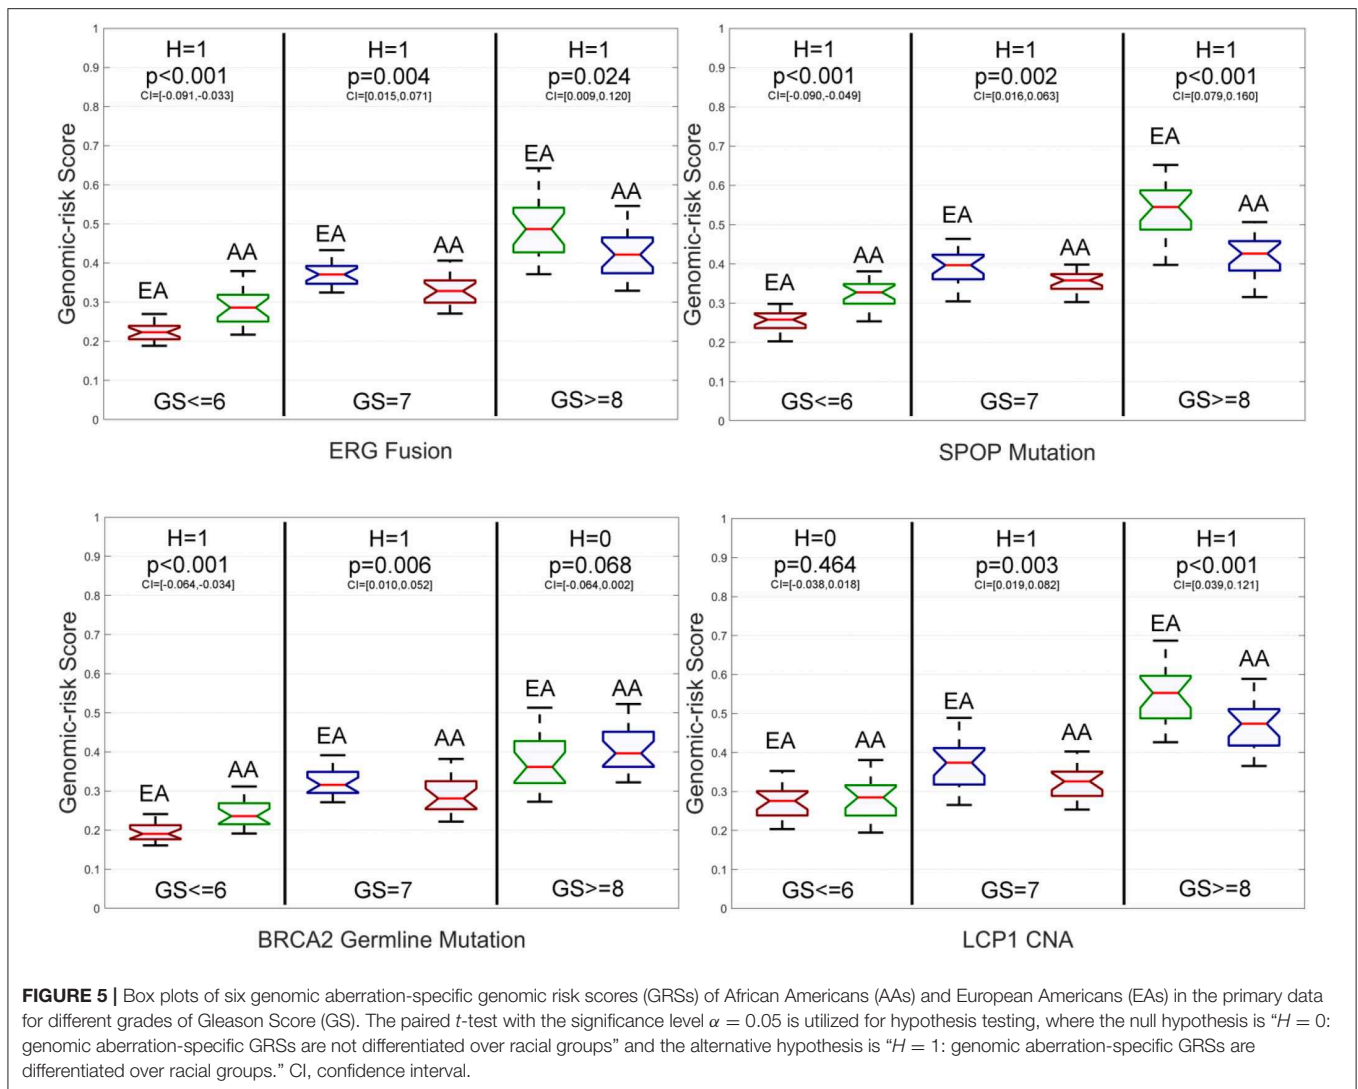 1
0.9
0.8
0.7
0.6
0.5
0.4
0.3
0.2
0.1
0
Genomic-risk Score
H=1
p<0.001
CI=[-0.091,-0.033]
EA
AA
GS<=6
H=1
p=0.004
CI=[0.015,0.071]
EA
AA
GS=7
H=1
p=0.024
CI=[0.009,0.120]
EA
AA
GS>=8
ERG Fusion
1
0.9
0.8
0.7
0.6
0.5
0.4
0.3
0.2
0.1
0
Genomic-risk Score
H=1
p<0.001
CI=[-0.090,-0.049]
EA
AA
GS<=6
H=1
p=0.002
CI=[0.016,0.063]
EA
AA
GS=7
H=1
p<0.001
CI=[0.079,0.160]
EA
AA
GS>=8
SPOP Mutation
1
0.9
0.8
0.7
0.6
0.5
0.4
0.3
0.2
0.1
0
Genomic-risk Score
H=1
p<0.001
CI=[-0.064,-0.034]
EA
AA
GS<=6
H=1
p=0.006
CI=[0.010,0.052]
EA
AA
GS=7
H=0
p=0.068
CI=[-0.064,0.002]
EA
AA
GS>=8
BRCA2 Germline Mutation
1
0.9
0.8
0.7
0.6
0.5
0.4
0.3
0.2
0.1
0
Genomic-risk Score
H=0
p=0.464
CI=[-0.038,0.018]
EA
AA
GS<=6
H=1
p=0.003
CI=[0.019,0.082]
EA
AA
GS=7
H=1
p<0.001
CI=[0.039,0.121]
EA
AA
GS>=8
LCP1 CNA
FIGURE 5 | Box plots of six genomic aberration-specific genomic risk scores (GRSs) of African Americans (AAs) and European Americans (EAs) in the primary data
for different grades of Gleason Score (GS). The paired t-test with the significance level α = 0.05 is utilized for hypothesis testing, where the null hypothesis is “H = 0:
genomic aberration-specific GRSs are not differentiated over racial groups” and the alternative hypothesis is “H = 1: genomic aberration-specific GRSs are
differentiated over racial groups.” CI, confidence interval.